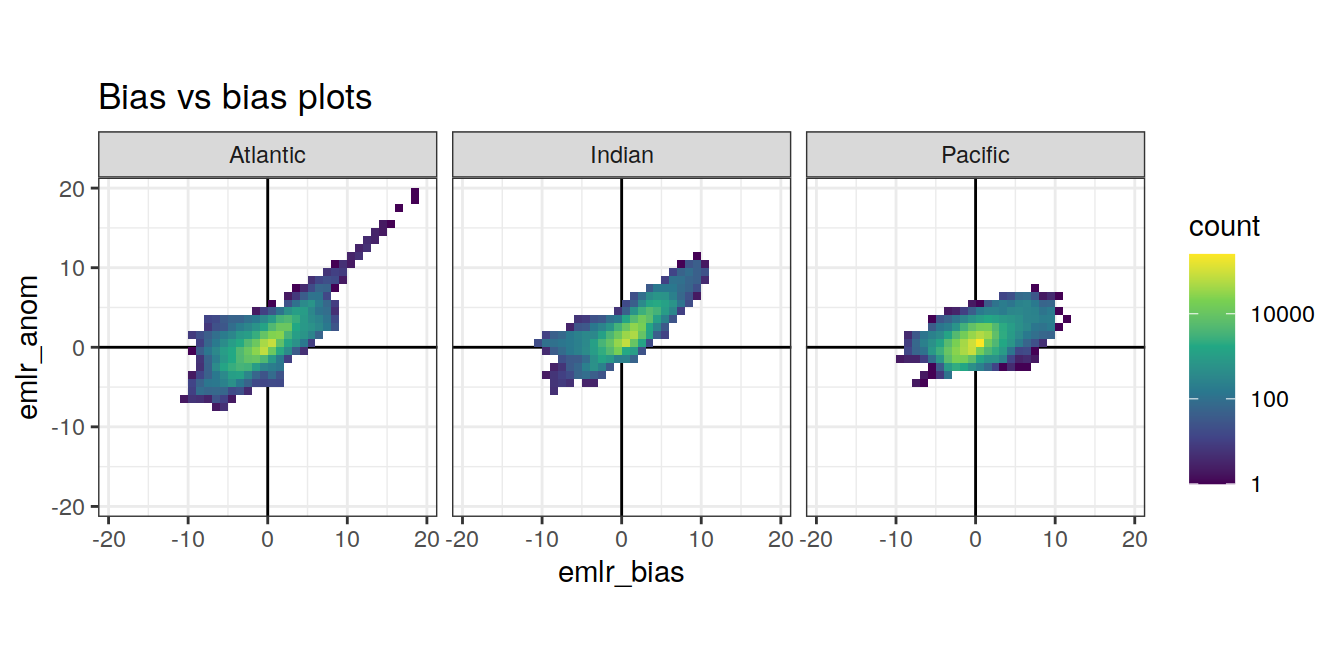 Bias vs bias plots
Atlantic Indian Pacific
20
10
0
-10
-20
-20 -10 0 10 20 -20 -10 0 10 20 -20 -10 0 10 20
emlr_anom
emlr_bias
count
10000
100
1